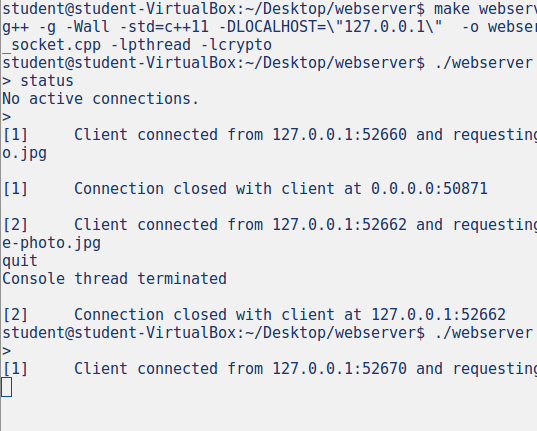 student@student-VirtualBox:~/Desktop/webserver$ make webserv
g++ -g -Wall -std=c++11 -DLOCALHOST=\"127.0.0.1\"  -o webser
_socket.cpp -lpthread -lcrypto
student@student-VirtualBox:~/Desktop/webserver$ ./webserver
> status
No active connections.
>
[1]     Client connected from 127.0.0.1:52660 and requesting
o.jpg
[1]     Connection closed with client at 0.0.0.0:50871
[2]     Client connected from 127.0.0.1:52662 and requesting
e-photo.jpg
quit
Console thread terminated
[2]     Connection closed with client at 127.0.0.1:52662
student@student-VirtualBox:~/Desktop/webserver$ ./webserver
>
[1]     Client connected from 127.0.0.1:52670 and requesting